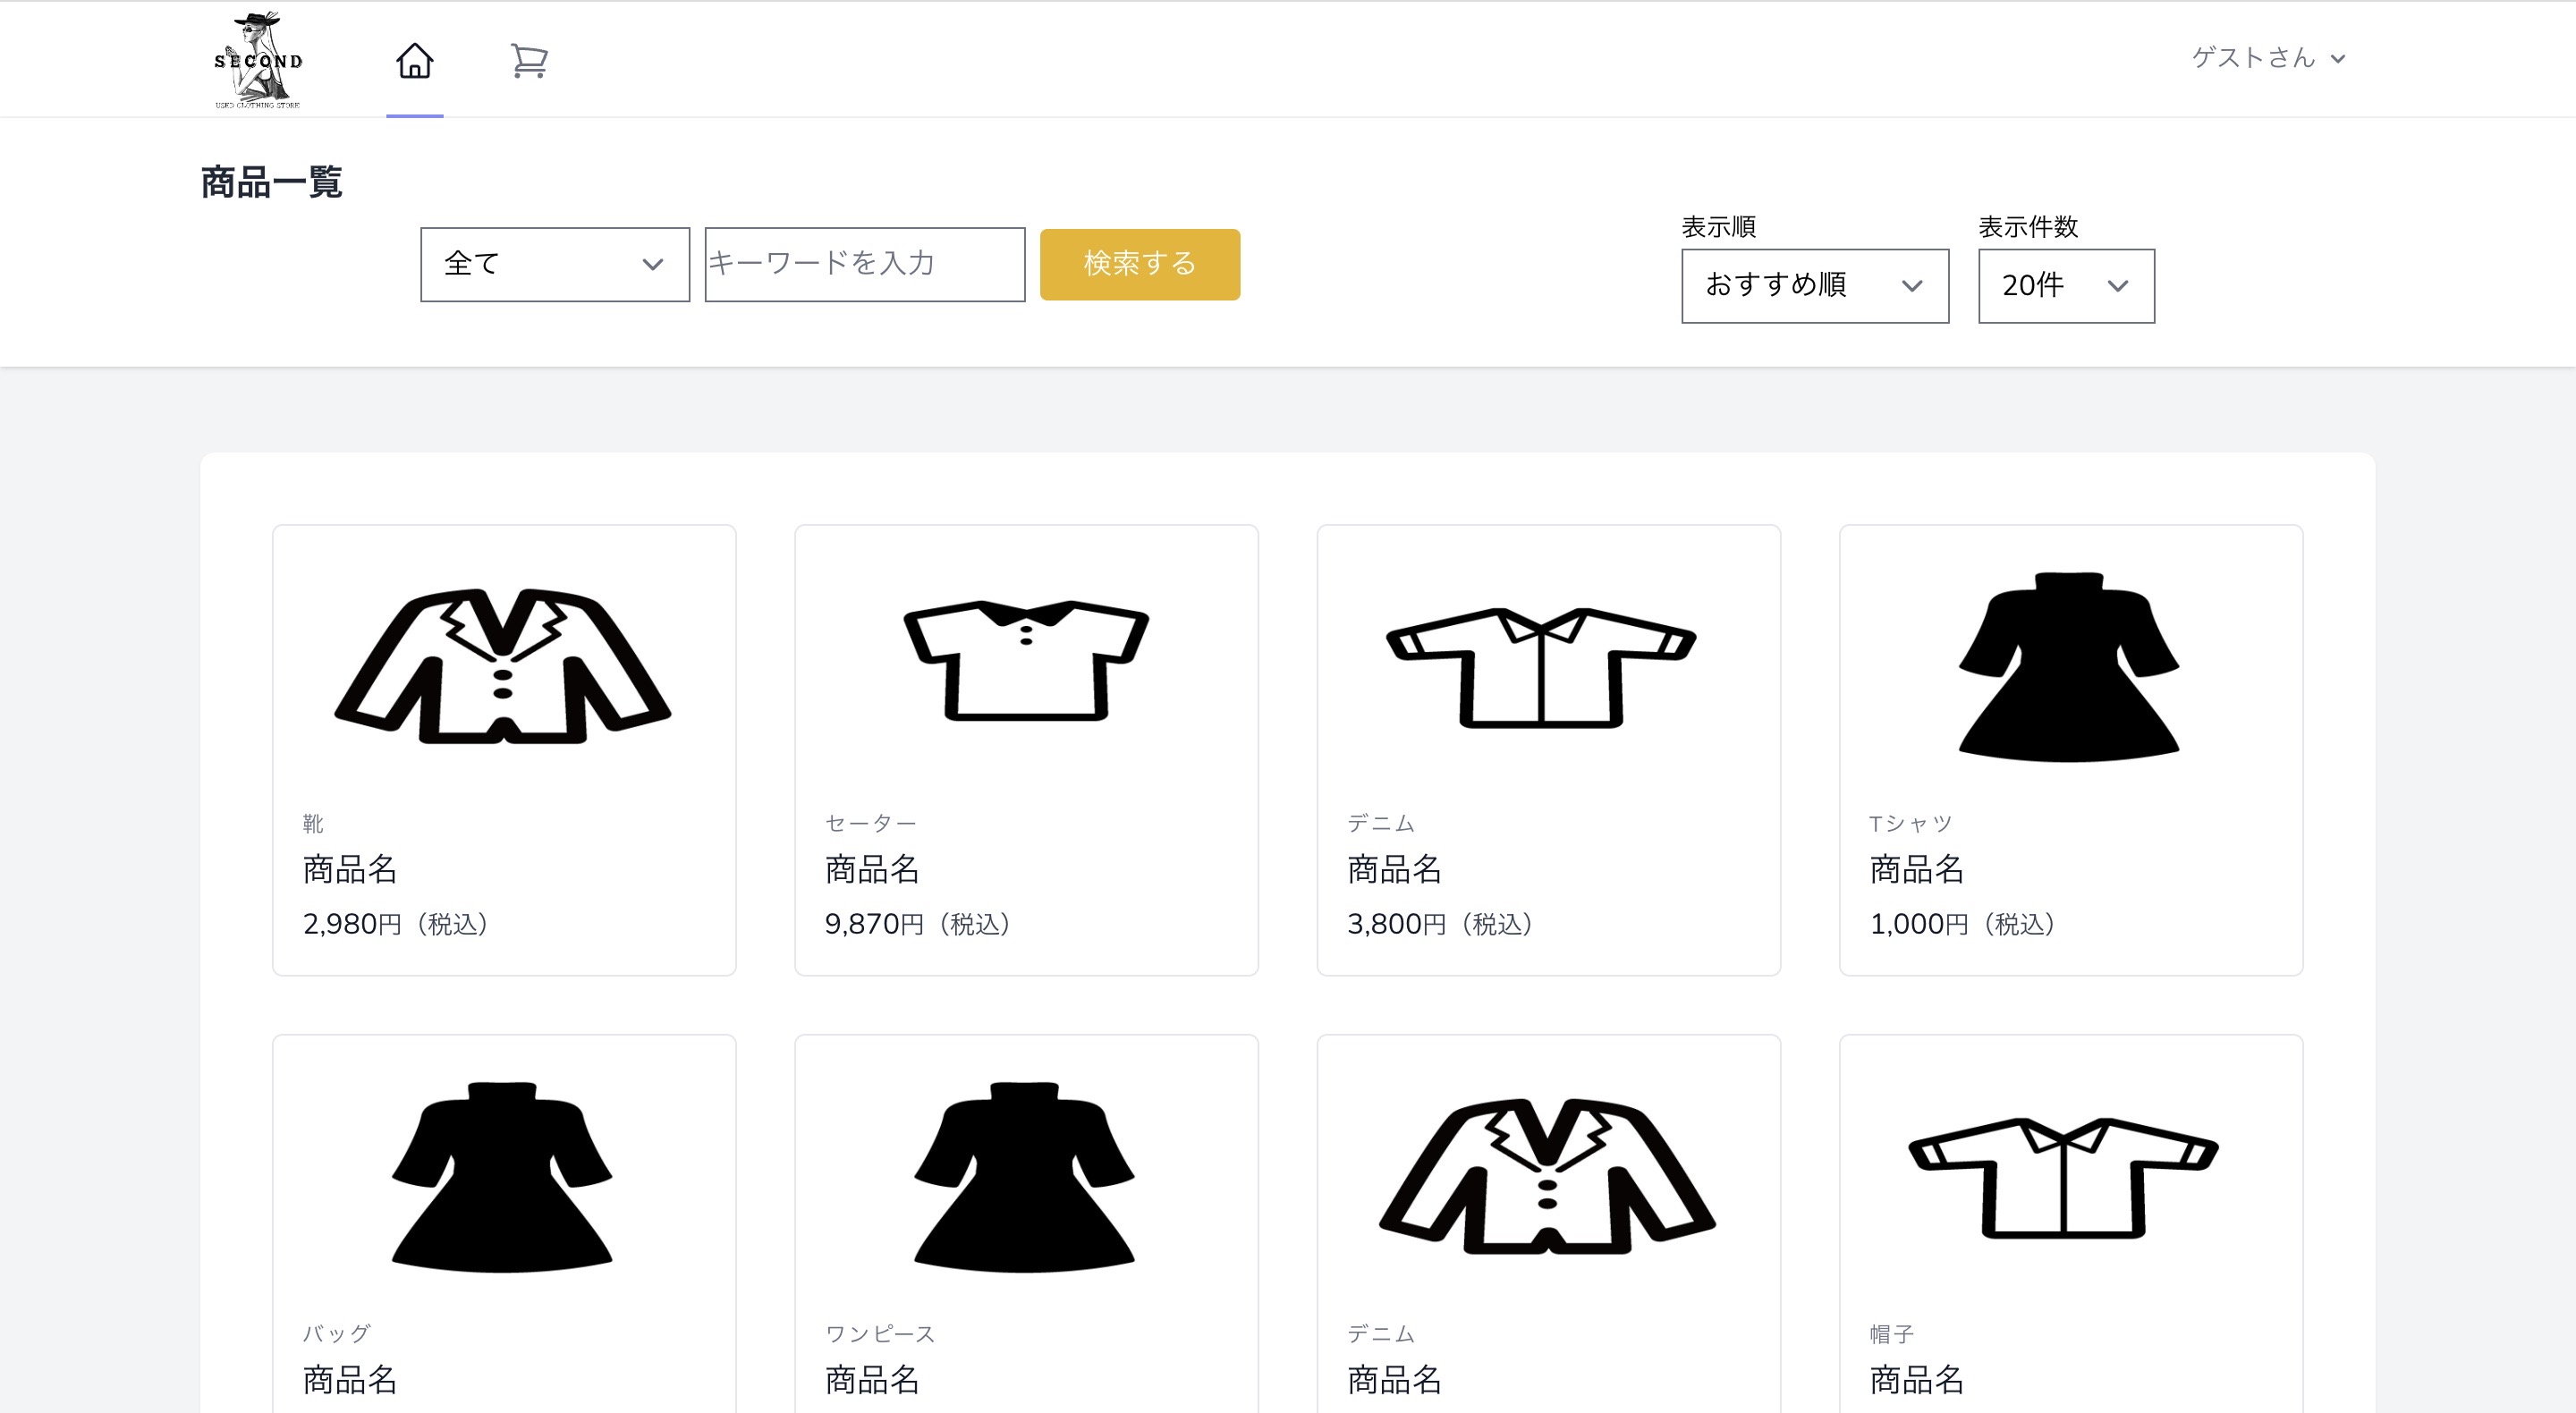 SECOND
USED CLOTHING STORE
ゲストさん
商品一覧
全て
キーワードを入力
検索する
表示順
おすすめ順
表示件数
20件
靴
商品名
2,980円（税込）
セーター
商品名
9,870円（税込）
デニム
商品名
3,800円（税込）
Tシャツ
商品名
1,000円（税込）
バッグ
商品名
ワンピース
商品名
デニム
商品名
帽子
商品名